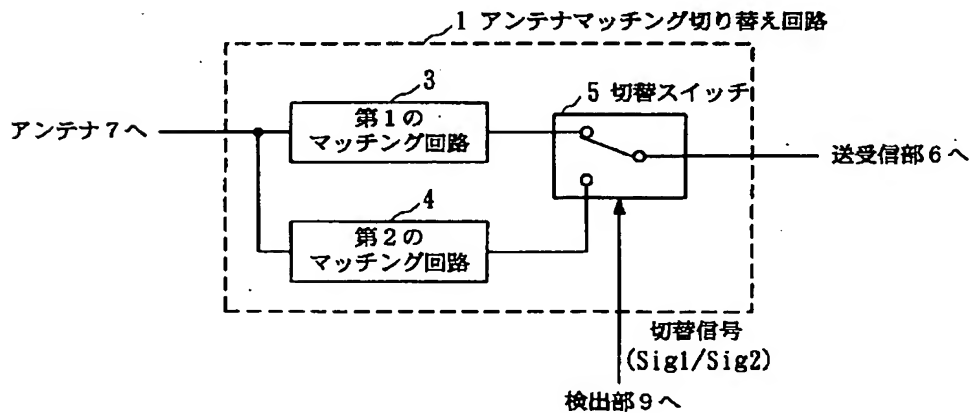 1 アンテナマッチング切り替え回路
3
5 切替スイッチ
アンテナ7へ
第1の
マッチング回路
送受信部6へ
4
第2の
マッチング回路
切替信号
(Sig1/Sig2)
検出部9へ